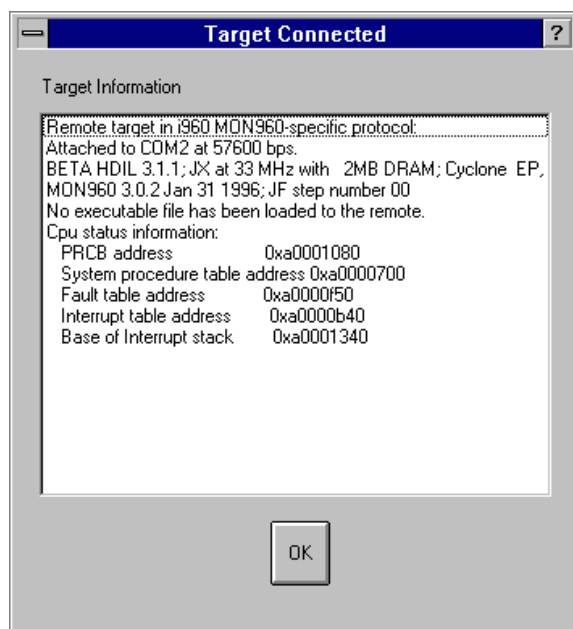 Target Connected
?
Target Information
Remote target in i960 MON960-specific protocol:
Attached to COM2 at 57600 bps.
BETA HDIL 3.1.1; JX at 33 MHz with 2MB DRAM; Cyclone EP,
MON960 3.0.2 Jan 31 1996; JF step number 00
No executable file has been loaded to the remote.
Cpu status information:
PRCB address 0xa0001080
System procedure table address 0xa0000700
Fault table address 0xa0000f50
Interrupt table address 0xa0000b40
Base of Interrupt stack 0xa0001340
OK